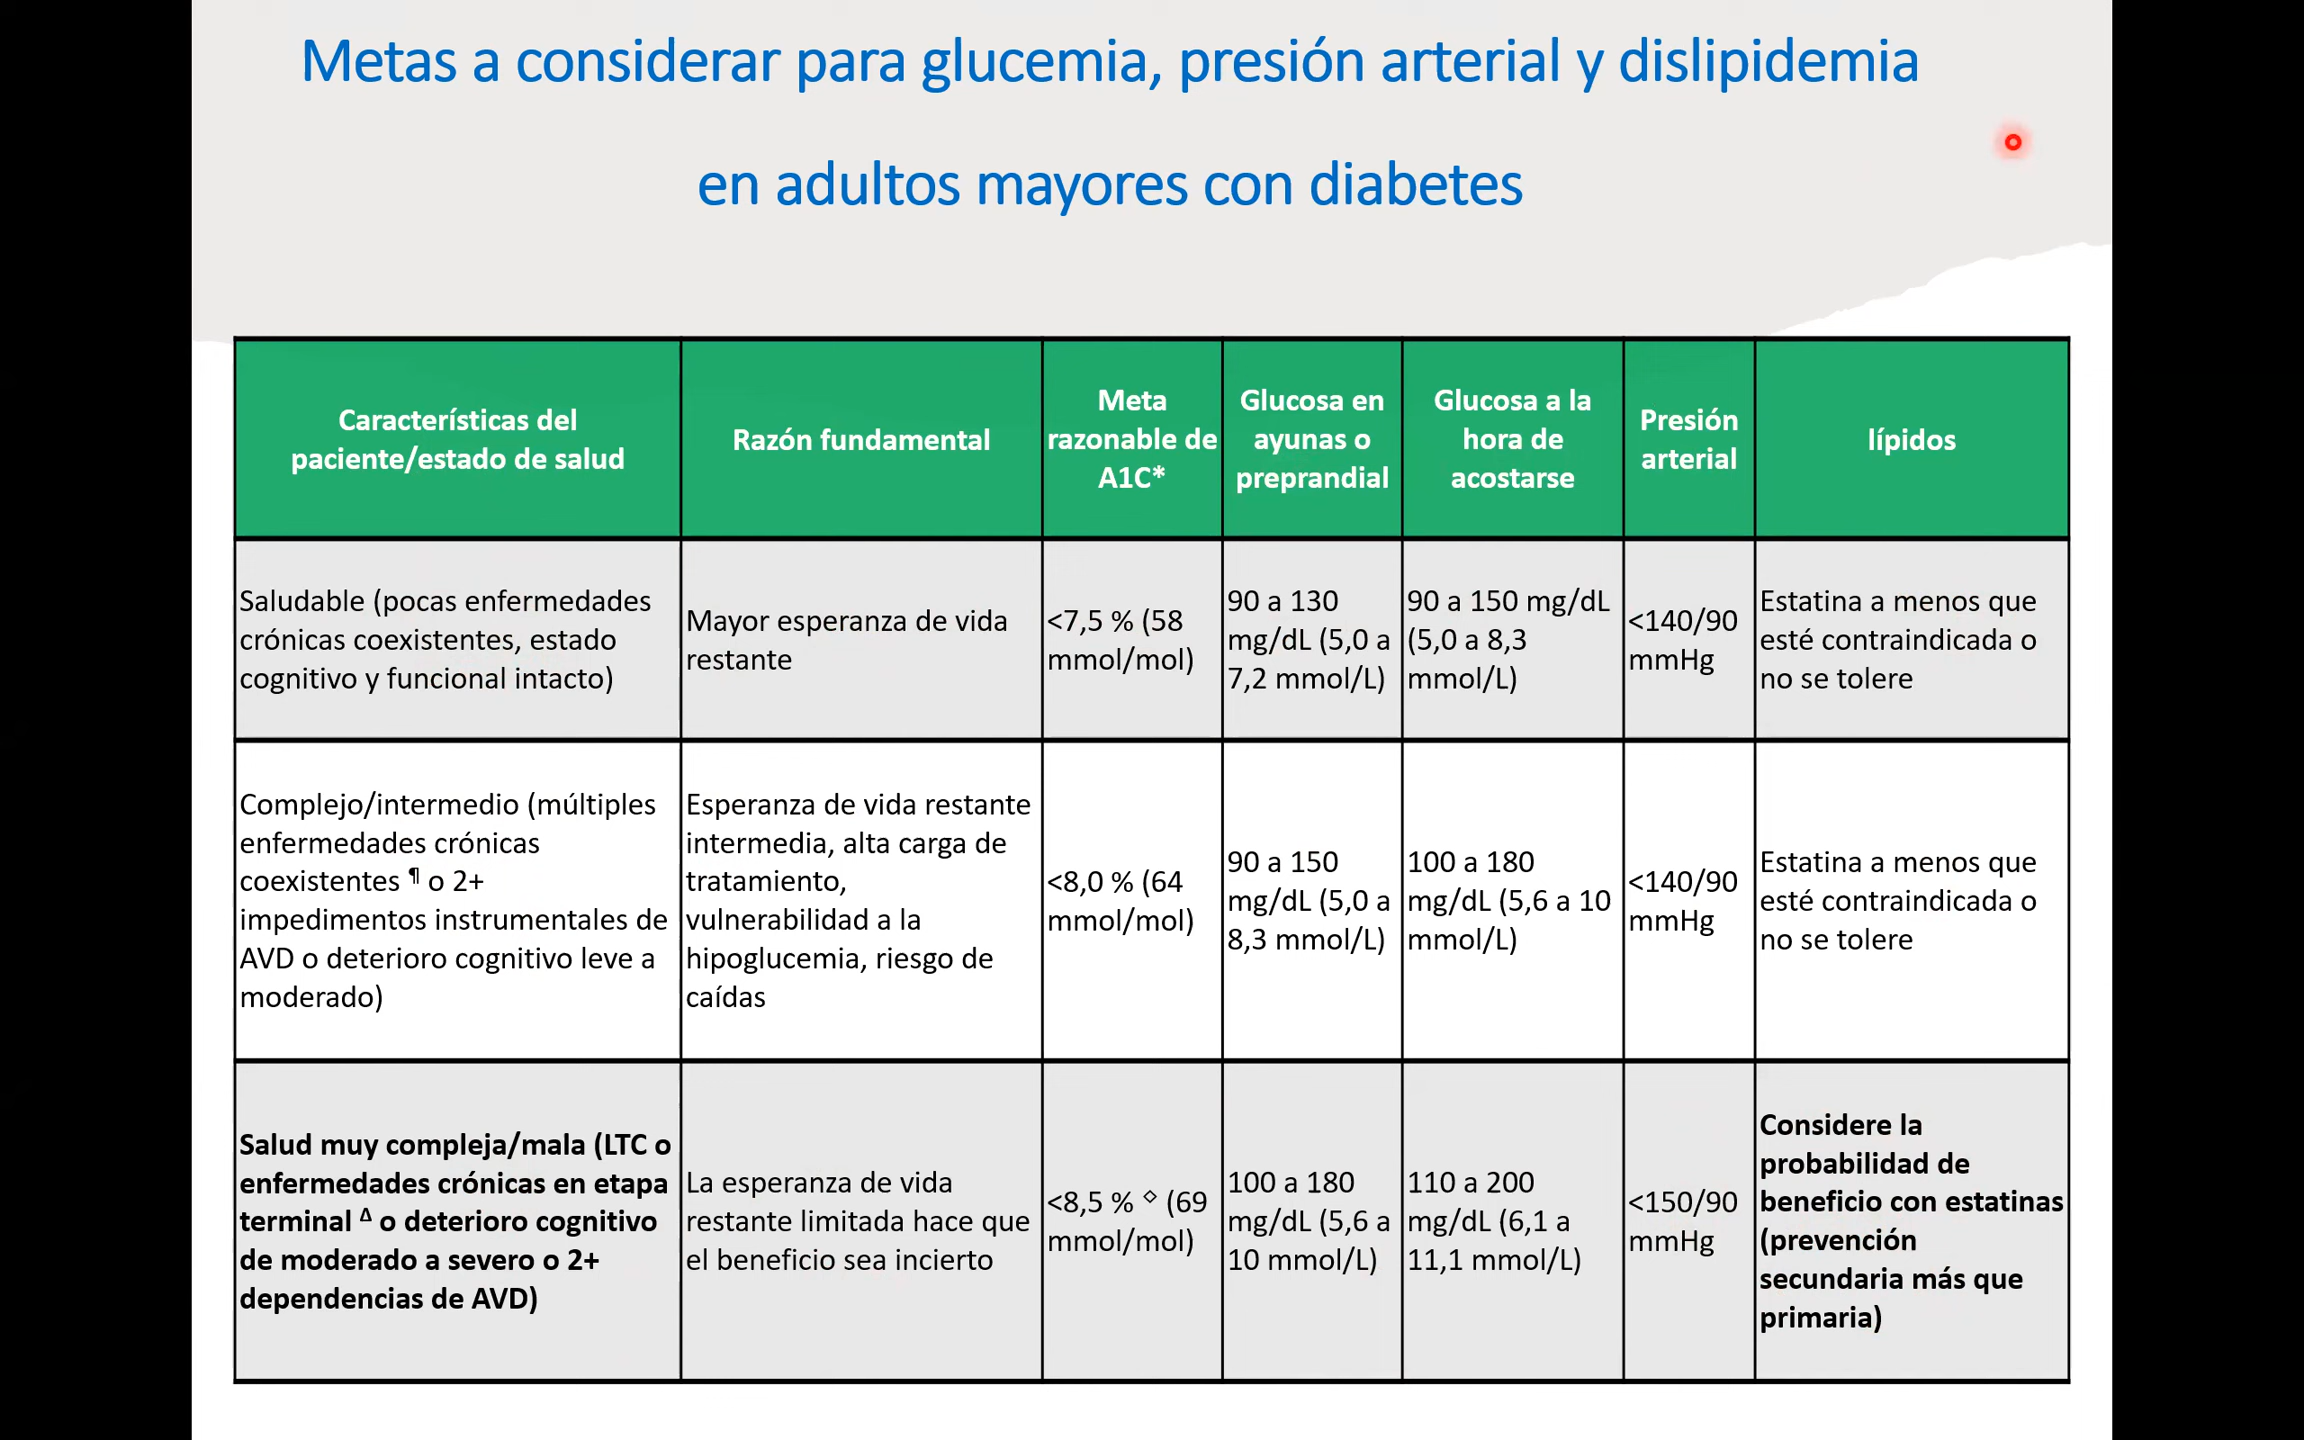 Metas a considerar para glucemia, presión arterial y dislipidemia
en adultos mayores con diabetes
Características del
paciente/estado de salud
Razón fundamental
Meta
razonable de
A1C*
Glucosa en
ayunas o
preprandial
Glucosa a la
hora de
acostarse
Presión
arterial
lípidos
Saludable (pocas enfermedades
crónicas coexistentes, estado
cognitivo y funcional intacto)
Mayor esperanza de vida
restante
<7,5 % (58
mmol/mol)
90 a 130
mg/dL (5,0 a
7,2 mmol/L)
90 a 150 mg/dL
(5,0 a 8,3
mmol/L)
<140/90
mmHg
Estatina a menos que
esté contraindicada o
no se tolere
Complejo/intermedio (múltiples
enfermedades crónicas
coexistentes ¶ o 2+
impedimentos instrumentales de
AVD o deterioro cognitivo leve a
moderado)
Esperanza de vida restante
intermedia, alta carga de
tratamiento,
vulnerabilidad a la
hipoglucemia, riesgo de
caídas
<8,0 % (64
mmol/mol)
90 a 150
mg/dL (5,0 a
8,3 mmol/L)
100 a 180
mg/dL (5,6 a 10
mmol/L)
<140/90
mmHg
Estatina a menos que
esté contraindicada o
no se tolere
Salud muy compleja/mala (LTC o
enfermedades crónicas en etapa
terminal Δ o deterioro cognitivo
de moderado a severo o 2+
dependencias de AVD)
La esperanza de vida
restante limitada hace que
el beneficio sea incierto
<8,5 % ◇ (69
mmol/mol)
100 a 180
mg/dL (5,6 a
10 mmol/L)
110 a 200
mg/dL (6,1 a
11,1 mmol/L)
<150/90
mmHg
Considere la
probabilidad de
beneficio con estatinas
(prevención
secundaria más que
primaria)